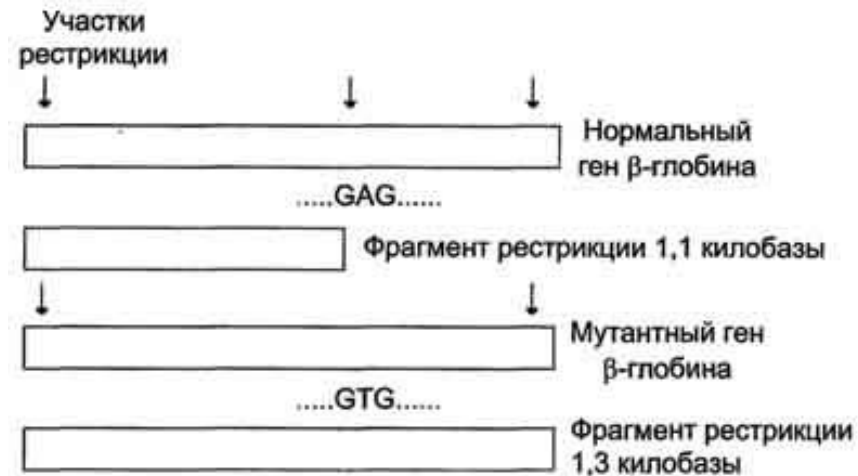 Участки
рестрикции
Нормальный
ген β-глобина
.....GAG......
Фрагмент рестрикции 1,1 килобазы
Мутантный ген
β-глобина
.....GTG......
Фрагмент рестрикции
1,3 килобазы